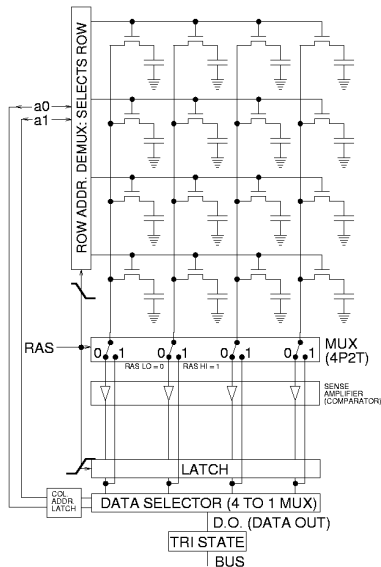 ROW ADDR. DEMUX: SELECTS ROW
a0
a1
RAS
0 1 0 1 0 1 0 1
MUX
(4P2T)
RAS LO = 0 RAS HI = 1
SENSE
AMPLIFIER
(COMPARATOR)
LATCH
COL.
ADDR.
LATCH
DATA SELECTOR (4 TO 1 MUX)
D.O. (DATA OUT)
TRI STATE
BUS